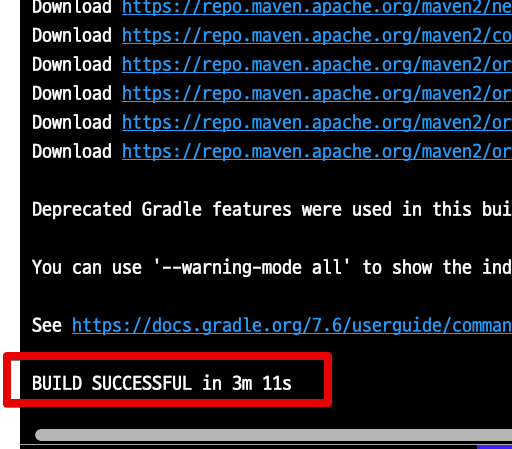 Download https://repo.maven.apache.org/maven2/ne
Download https://repo.maven.apache.org/maven2/co
Download https://repo.maven.apache.org/maven2/or
Download https://repo.maven.apache.org/maven2/or
Download https://repo.maven.apache.org/maven2/or
Download https://repo.maven.apache.org/maven2/or
Deprecated Gradle features were used in this bui
You can use '--warning-mode all' to show the ind
See https://docs.gradle.org/7.6/userguide/comman
BUILD SUCCESSFUL in 3m 11s